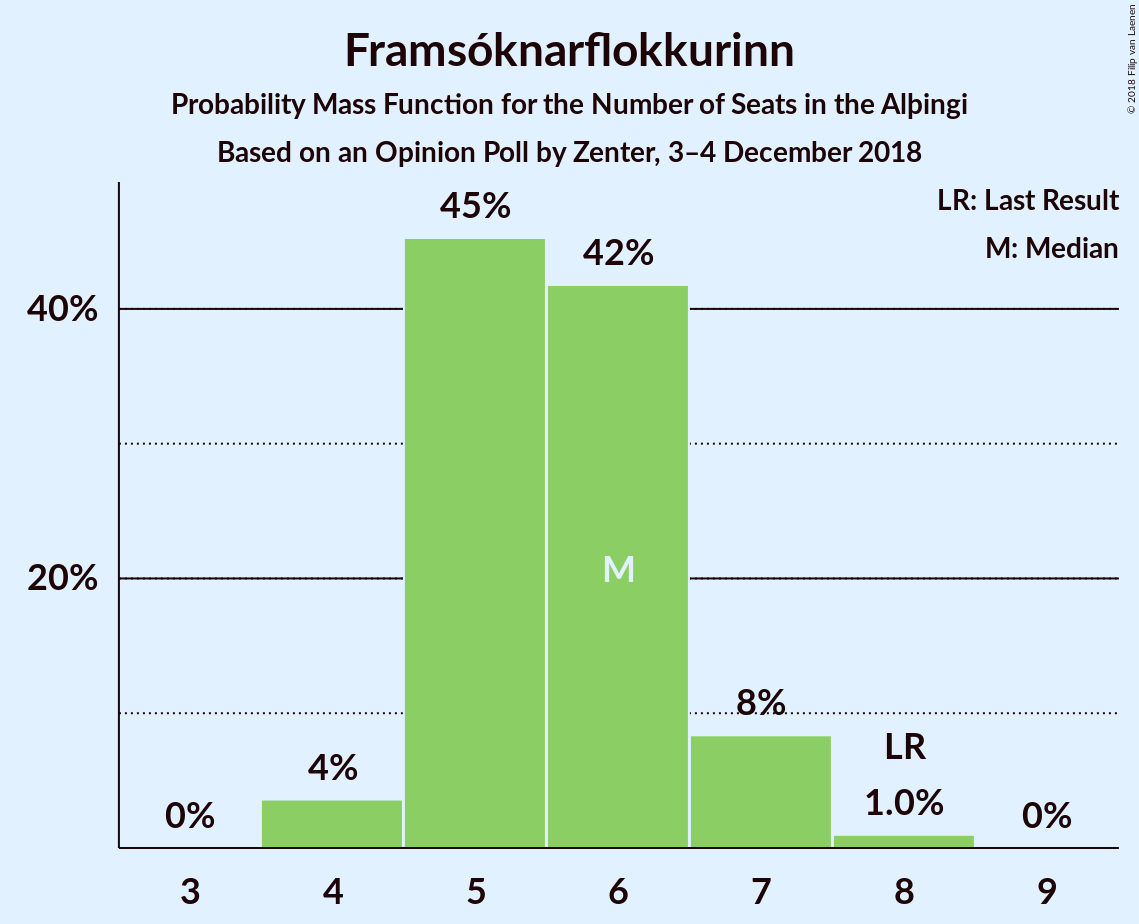 Framsóknarflokkurinn
Probability Mass Function for the Number of Seats in the Alþingi
Based on an Opinion Poll by Zenter, 3–4 December 2018
© 2018 Filip van Laenen
LR: Last Result
M: Median
45%
42%
40%
M
20%
8%
LR
4%
1.0%
0%
0%
3 4 5 6 7 8 9